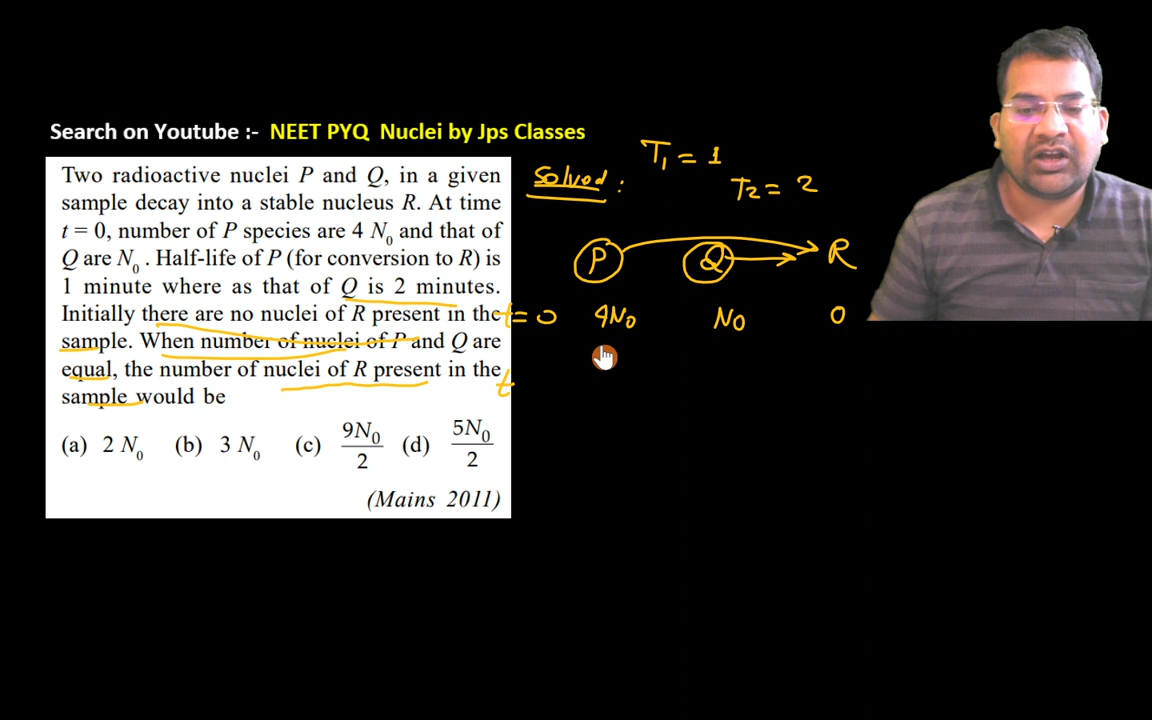 Search on Youtube :- NEET PYQ Nuclei by Jps Classes
Two radioactive nuclei P and Q, in a given
sample decay into a stable nucleus R. At time
t = 0, number of P species are 4 N₀ and that of
Q are N₀ . Half-life of P (for conversion to R) is
1 minute where as that of Q is 2 minutes.
Initially there are no nuclei of R present in the
sample. When number of nuclei of P and Q are
equal, the number of nuclei of R present in the
sample would be
(a) 2 N₀ (b) 3 N₀ (c) 9N₀/2 (d) 5N₀/2
(Mains 2011)
Solved :
T₁ = 1
T₂ = 2
P Q R
t = 0 4N₀ N₀ 0
t